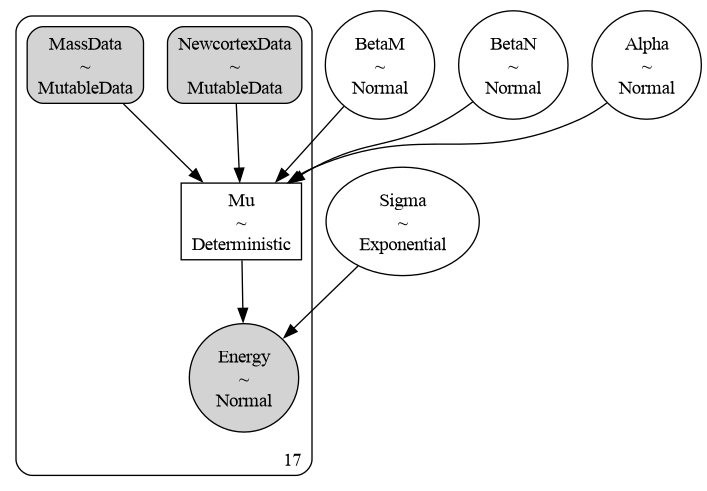 MassData
~
MutableData
NewcortexData
~
MutableData
BetaM
~
Normal
BetaN
~
Normal
Alpha
~
Normal
Mu
~
Deterministic
Sigma
~
Exponential
Energy
~
Normal
17